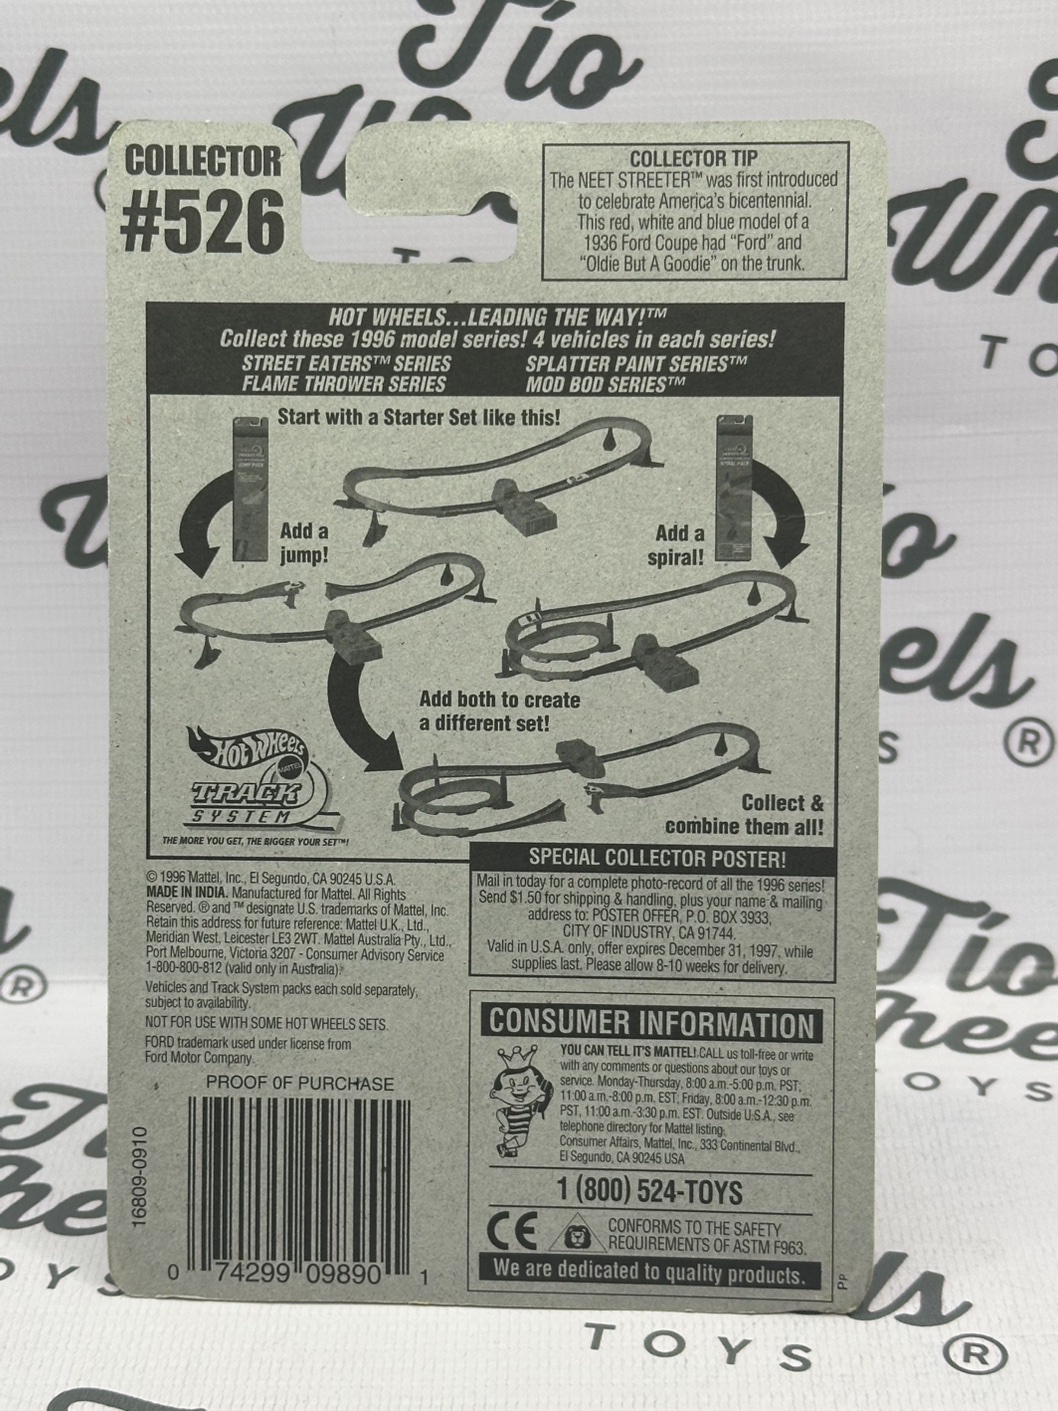 COLLECTOR
#526
COLLECTOR TIP
The NEET STREETER™ was first introduced
to celebrate America's bicentennial.
This red, white and blue model of a
1936 Ford Coupe had "Ford" and
"Oldie But A Goodie" on the trunk.
HOT WHEELS...LEADING THE WAY!™
Collect these 1996 model series! 4 vehicles in each series!
STREET EATERS™ SERIES
FLAME THROWER SERIES
SPLATTER PAINT SERIES™
MOD BOD SERIES™
Start with a Starter Set like this!
Add a
jump!
Add a
spiral!
Add both to create
a different set!
Hot Wheels
MATTEL
TRACK
SYSTEM
THE MORE YOU GET, THE BIGGER YOUR SET™!
Collect &
combine them all!
SPECIAL COLLECTOR POSTER!
Mail in today for a complete photo-record of all the 1996 series!
Send $1.50 for shipping & handling, plus your name & mailing
address to: POSTER OFFER, P.O. BOX 3933,
CITY OF INDUSTRY, CA 91744.
Valid in U.S.A. only, offer expires December 31, 1997, while
supplies last. Please allow 8-10 weeks for delivery.
© 1996 Mattel, Inc., El Segundo, CA 90245 U.S.A.
MADE IN INDIA. Manufactured for Mattel. All Rights
Reserved. ® and ™ designate U.S. trademarks of Mattel, Inc.
Retain this address for future reference: Mattel U.K., Ltd.,
Meridian West, Leicester LE3 2WT. Mattel Australia Pty., Ltd.,
Port Melbourne, Victoria 3207 - Consumer Advisory Service
1-800-800-812 (valid only in Australia).
Vehicles and Track System packs each sold separately,
subject to availability.
NOT FOR USE WITH SOME HOT WHEELS SETS.
FORD trademark used under license from
Ford Motor Company.
PROOF OF PURCHASE
16809-0910
0 74299 09890 1
CONSUMER INFORMATION
YOU CAN TELL IT'S MATTEL! CALL us toll-free or write
with any comments or questions about our toys or
service. Monday-Thursday, 8:00 a.m.-5:00 p.m. PST;
11:00 a.m.-8:00 p.m. EST; Friday, 8:00 a.m.-12:30 p.m.
PST, 11:00 a.m.-3:30 p.m. EST. Outside U.S.A., see
telephone directory for Mattel listing.
Consumer Affairs, Mattel, Inc., 333 Continental Blvd.,
El Segundo, CA 90245 USA
1 (800) 524-TOYS
CE
CONFORMS TO THE SAFETY
REQUIREMENTS OF ASTM F963.
We are dedicated to quality products.
PP
Tío
els
TO
els
®
Tío
hee
OYS
®
TOYS ®